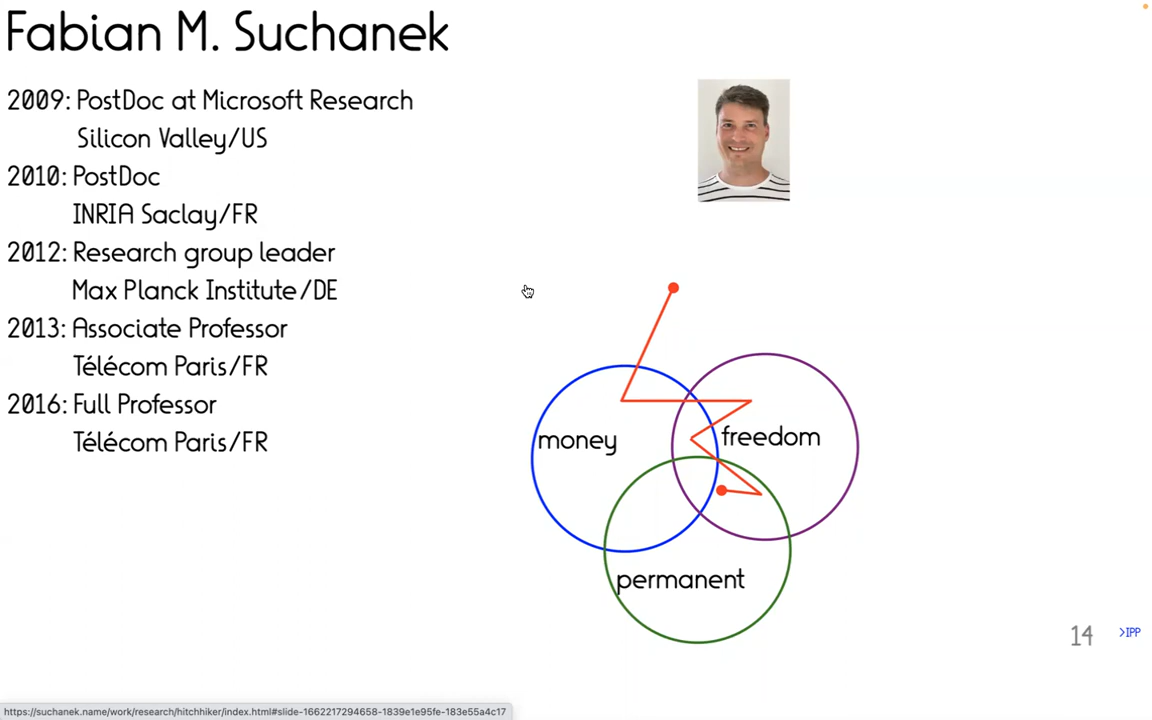 Fabian M. Suchanek
2009: PostDoc at Microsoft Research
Silicon Valley/US
2010: PostDoc
INRIA Saclay/FR
2012: Research group leader
Max Planck Institute/DE
2013: Associate Professor
Télécom Paris/FR
2016: Full Professor
Télécom Paris/FR
money
freedom
permanent
14
>IPP
https://suchanek.name/work/research/hitchhiker/index.html#slide-1662217294658-1839e1e95fe-183e55a4c17